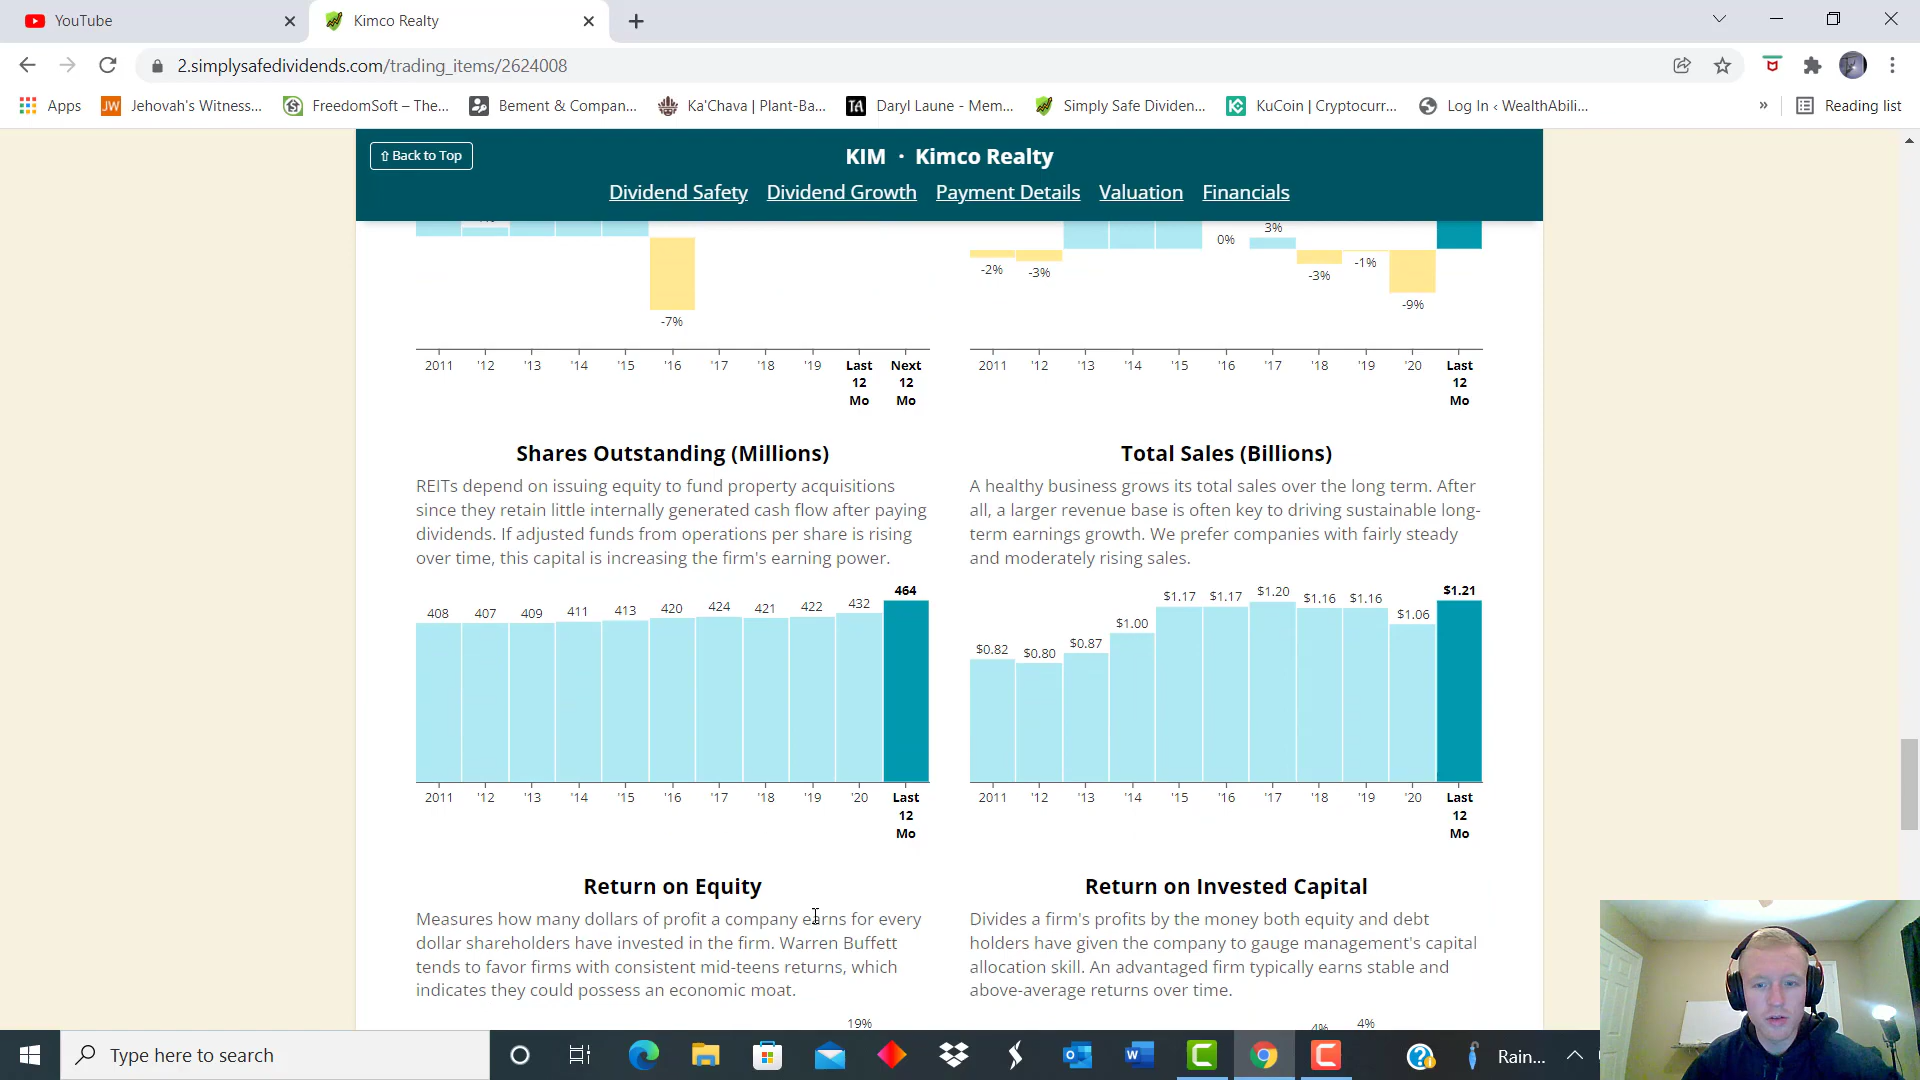 YouTube
Kimco Realty
2.simplysafedividends.com/trading_items/2624008
Apps
Jehovah's Witness...
FreedomSoft – The...
Bement & Compan...
Ka'Chava | Plant-Ba...
Daryl Laune - Mem...
Simply Safe Dividen...
KuCoin | Cryptocurr...
Log In ‹ WealthAbili...
»
Reading list
⇧ Back to Top
KIM · Kimco Realty
Dividend Safety Dividend Growth Payment Details Valuation Financials
-7%
-2% -3% 0% 3% -3% -1% -9%
2011 '12 '13 '14 '15 '16 '17 '18 '19 Last 12 Mo Next 12 Mo
2011 '12 '13 '14 '15 '16 '17 '18 '19 '20 Last 12 Mo
Shares Outstanding (Millions)
REITs depend on issuing equity to fund property acquisitions
since they retain little internally generated cash flow after paying
dividends. If adjusted funds from operations per share is rising
over time, this capital is increasing the firm's earning power.
408 407 409 411 413 420 424 421 422 432 464
2011 '12 '13 '14 '15 '16 '17 '18 '19 '20 Last 12 Mo
Total Sales (Billions)
A healthy business grows its total sales over the long term. After
all, a larger revenue base is often key to driving sustainable long-
term earnings growth. We prefer companies with fairly steady
and moderately rising sales.
$0.82 $0.80 $0.87 $1.00 $1.17 $1.17 $1.20 $1.16 $1.16 $1.06 $1.21
2011 '12 '13 '14 '15 '16 '17 '18 '19 '20 Last 12 Mo
Return on Equity
Measures how many dollars of profit a company earns for every
dollar shareholders have invested in the firm. Warren Buffett
tends to favor firms with consistent mid-teens returns, which
indicates they could possess an economic moat.
19%
Return on Invested Capital
Divides a firm's profits by the money both equity and debt
holders have given the company to gauge management's capital
allocation skill. An advantaged firm typically earns stable and
above-average returns over time.
4% 4%
Type here to search
Rain...